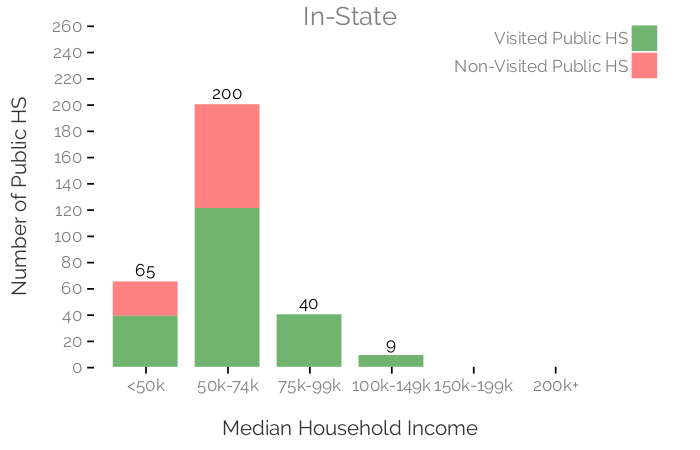 In-State
Visited Public HS
Non-Visited Public HS
Number of Public HS
260
240
220
200
180
160
140
120
100
80
60
40
20
0
65
200
40
9
<50k
50k-74k
75k-99k
100k-149k
150k-199k
200k+
Median Household Income